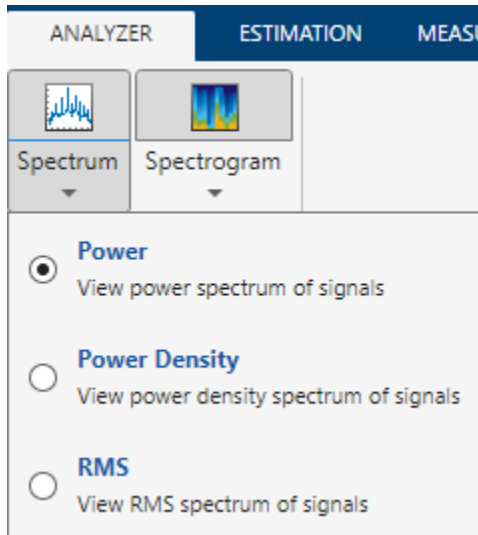 ANALYZER ESTIMATION
Spectrum Spectrogram
Power
View power spectrum of signals
Power Density
View power density spectrum of signals
RMS
View RMS spectrum of signals